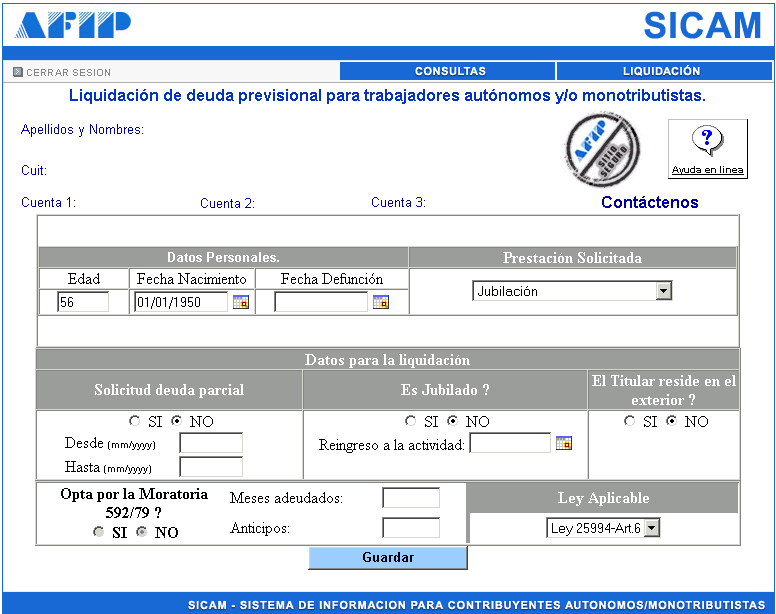 AFIP SICAM
CERRAR SESION CONSULTAS LIQUIDACIÓN
Liquidación de deuda previsional para trabajadores autónomos y/o monotributistas.
Apellidos y Nombres:
AFIP
SITIO
SEGURO
?
Ayuda en linea
Cuit:
Cuenta 1: Cuenta 2: Cuenta 3: Contáctenos
Datos Personales. Prestación Solicitada
Edad Fecha Nacimiento Fecha Defunción
56 01/01/1950 Jubilación
Datos para la liquidación
Solicitud deuda parcial Es Jubilado ? El Titular reside en el
exterior ?
SI NO SI NO SI NO
Desde (mm/yyyy) Reingreso a la actividad:
Hasta (mm/yyyy)
Opta por la Moratoria Meses adeudados: Ley Aplicable
592/79 ?
SI NO Anticipos: Ley 25994-Art.6
Guardar
SICAM - SISTEMA DE INFORMACION PARA CONTRIBUYENTES AUTONOMOS/MONOTRIBUTISTAS